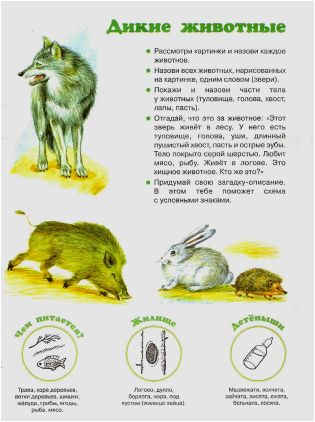 Дикие животные
Рассмотри картинки и назови каждое
животное.
Назови всех животных, нарисованных
на картинке, одним словом (звери).
Покажи и назови части тела
у животных (туловище, голова, хвост,
лапы, пасть).
Отгадай, что это за животное: «Этот
зверь живёт в лесу. У него есть
туловище, голова, уши, длинный
пушистый хвост, пасть и острые зубы.
Тело покрыто серой шерстью. Любит
мясо, рыбу. Живёт в логове. Это
хищное животное. Кто же это?»
Придумай свою загадку-описание.
В этом тебе поможет схема
с условными знаками.
Чем питается?
Трава, кора деревьев,
ветки деревьев, шишки,
жёлуди, грибы, ягоды,
рыба, мясо.
Жилище
Логово, дупло,
берлога, нора, под
кустом (жилище зайца).
Детёныши
Медвежата, волчата,
зайчата, лисята, ежата,
бельчата, лосята.